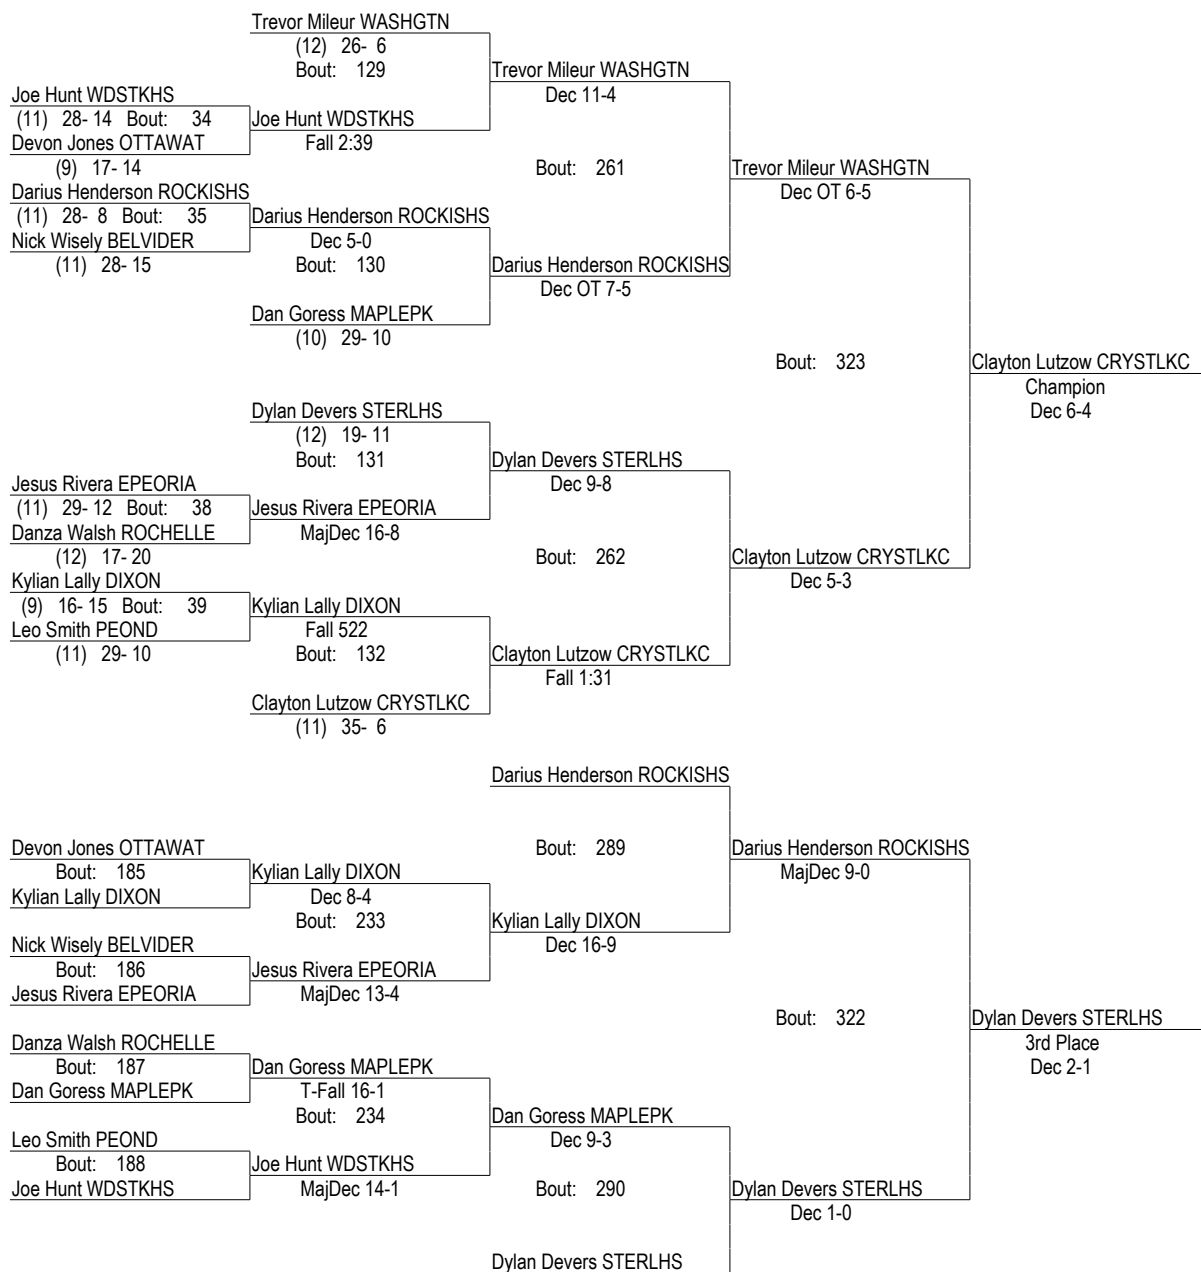 Trevor Mileur WASHGTN
(12) 26- 6
Bout: 129
Trevor Mileur WASHGTN
Dec 11-4
Joe Hunt WDSTKHS
(11) 28- 14 Bout: 34
Joe Hunt WDSTKHS
Devon Jones OTTAWAT
Fall 2:39
(9) 17- 14
Bout: 261
Trevor Mileur WASHGTN
Darius Henderson ROCKISHS
Dec OT 6-5
(11) 28- 8 Bout: 35
Darius Henderson ROCKISHS
Nick Wisely BELVIDER
Dec 5-0
(11) 28- 15
Bout: 130
Darius Henderson ROCKISHS
Dec OT 7-5
Dan Goress MAPLEPK
(10) 29- 10
Bout: 323
Clayton Lutzow CRYSTLKC
Champion
Dec 6-4
Dylan Devers STERLHS
(12) 19- 11
Bout: 131
Dylan Devers STERLHS
Dec 9-8
Jesus Rivera EPEORIA
(11) 29- 12 Bout: 38
Jesus Rivera EPEORIA
Danza Walsh ROCHELLE
MajDec 16-8
(12) 17- 20
Bout: 262
Clayton Lutzow CRYSTLKC
Kylian Lally DIXON
Dec 5-3
(9) 16- 15 Bout: 39
Kylian Lally DIXON
Leo Smith PEOND
Fall 522
(11) 29- 10
Bout: 132
Clayton Lutzow CRYSTLKC
Fall 1:31
Clayton Lutzow CRYSTLKC
(11) 35- 6
Darius Henderson ROCKISHS
Devon Jones OTTAWAT
Bout: 289
Darius Henderson ROCKISHS
Bout: 185
Kylian Lally DIXON
MajDec 9-0
Kylian Lally DIXON
Dec 8-4
Bout: 233
Kylian Lally DIXON
Nick Wisely BELVIDER
Dec 16-9
Bout: 186
Jesus Rivera EPEORIA
Jesus Rivera EPEORIA
MajDec 13-4
Bout: 322
Dylan Devers STERLHS
3rd Place
Dec 2-1
Danza Walsh ROCHELLE
Bout: 187
Dan Goress MAPLEPK
Dan Goress MAPLEPK
T-Fall 16-1
Bout: 234
Dan Goress MAPLEPK
Leo Smith PEOND
Dec 9-3
Bout: 188
Joe Hunt WDSTKHS
Joe Hunt WDSTKHS
MajDec 14-1
Bout: 290
Dylan Devers STERLHS
Dec 1-0
Dylan Devers STERLHS